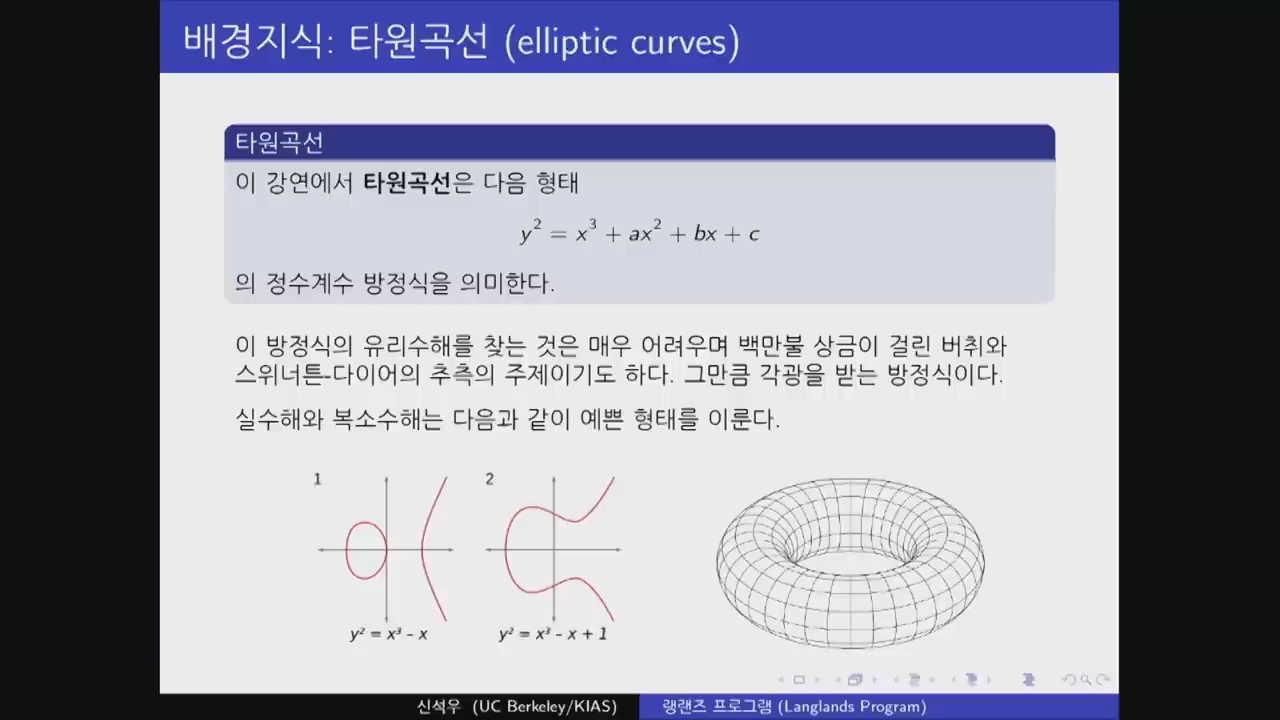 배경지식: 타원곡선 (elliptic curves)
타원곡선
이 강연에서 타원곡선은 다음 형태
y² = x³ + ax² + bx + c
의 정수계수 방정식을 의미한다.
이 방정식의 유리수해를 찾는 것은 매우 어려우며 백만불 상금이 걸린 버취와
스위너튼-다이어의 추측의 주제이기도 하다. 그만큼 각광을 받는 방정식이다.
실수해와 복소수해는 다음과 같이 예쁜 형태를 이룬다.
1
2
y² = x³ – x
y² = x³ – x + 1
신석우 (UC Berkeley/KIAS)
랭랜즈 프로그램 (Langlands Program)